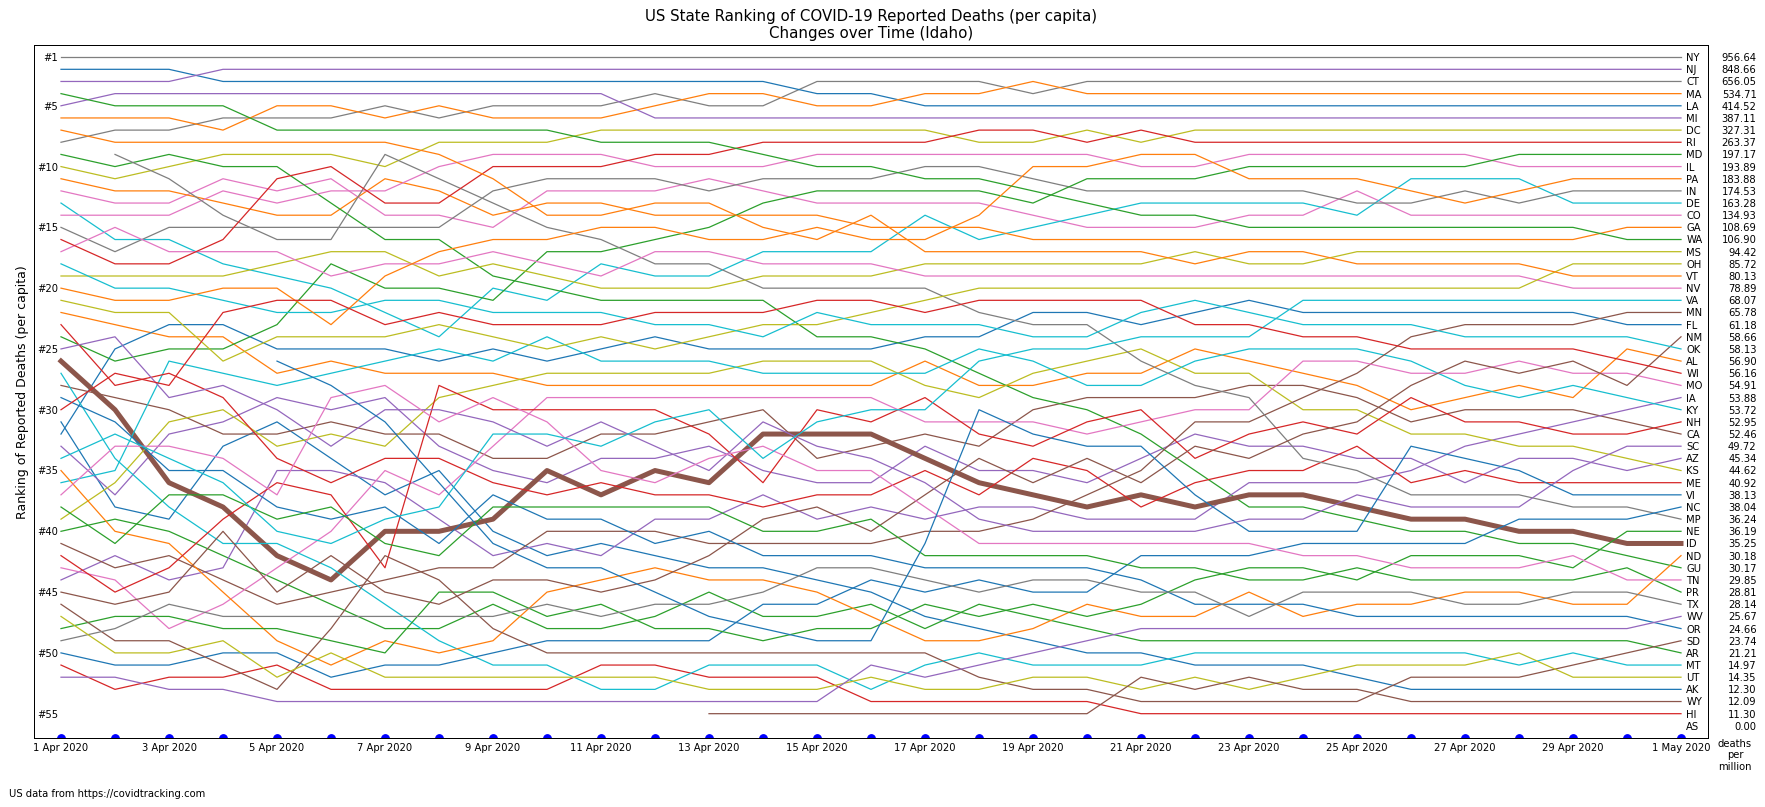 US State Ranking of COVID-19 Reported Deaths (per capita)
Changes over Time (Idaho)
Ranking of Reported Deaths (per capita)
#1
#5
#10
#15
#20
#25
#30
#35
#40
#45
#50
#55
NY 956.64
NJ 848.66
CT 656.05
MA 534.71
LA 414.52
MI 387.11
DC 327.31
RI 263.37
MD 197.17
IL 193.89
PA 183.88
IN 174.53
DE 163.28
CO 134.93
GA 108.69
WA 106.90
MS 94.42
OH 85.72
VT 80.13
NV 78.89
VA 68.07
MN 65.78
FL 61.18
NM 58.66
OK 58.13
AL 56.90
WI 56.16
MO 54.91
IA 53.88
KY 53.72
NH 52.95
CA 52.46
SC 49.72
AZ 45.34
KS 44.62
ME 40.92
VI 38.13
NC 38.04
MP 36.24
NE 36.19
ID 35.25
ND 30.18
GU 30.17
TN 29.85
PR 28.81
TX 28.14
WV 25.67
OR 24.66
SD 23.74
AR 21.21
MT 14.97
UT 14.35
AK 12.30
WY 12.09
HI 11.30
AS 0.00
1 Apr 2020 3 Apr 2020 5 Apr 2020 7 Apr 2020 9 Apr 2020 11 Apr 2020 13 Apr 2020 15 Apr 2020 17 Apr 2020 19 Apr 2020 21 Apr 2020 23 Apr 2020 25 Apr 2020 27 Apr 2020 29 Apr 2020 1 May 2020
deaths
per
million
US data from https://covidtracking.com